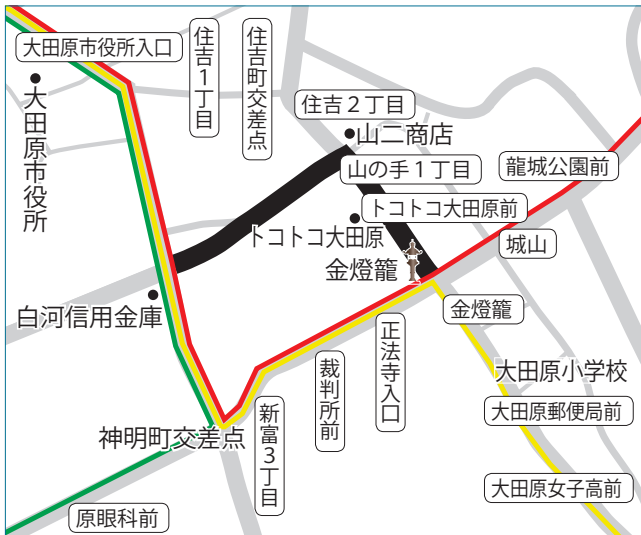 大田原市役所入口
住吉1丁目
住吉町交差点
大田原市役所
住吉2丁目
山二商店
山の手1丁目
龍城公園前
トコトコ大田原前
トコトコ大田原
城山
金燈籠
金燈籠
白河信用金庫
正法寺入口
裁判所前
大田原小学校
新富3丁目
大田原郵便局前
神明町交差点
大田原女子高前
原眼科前